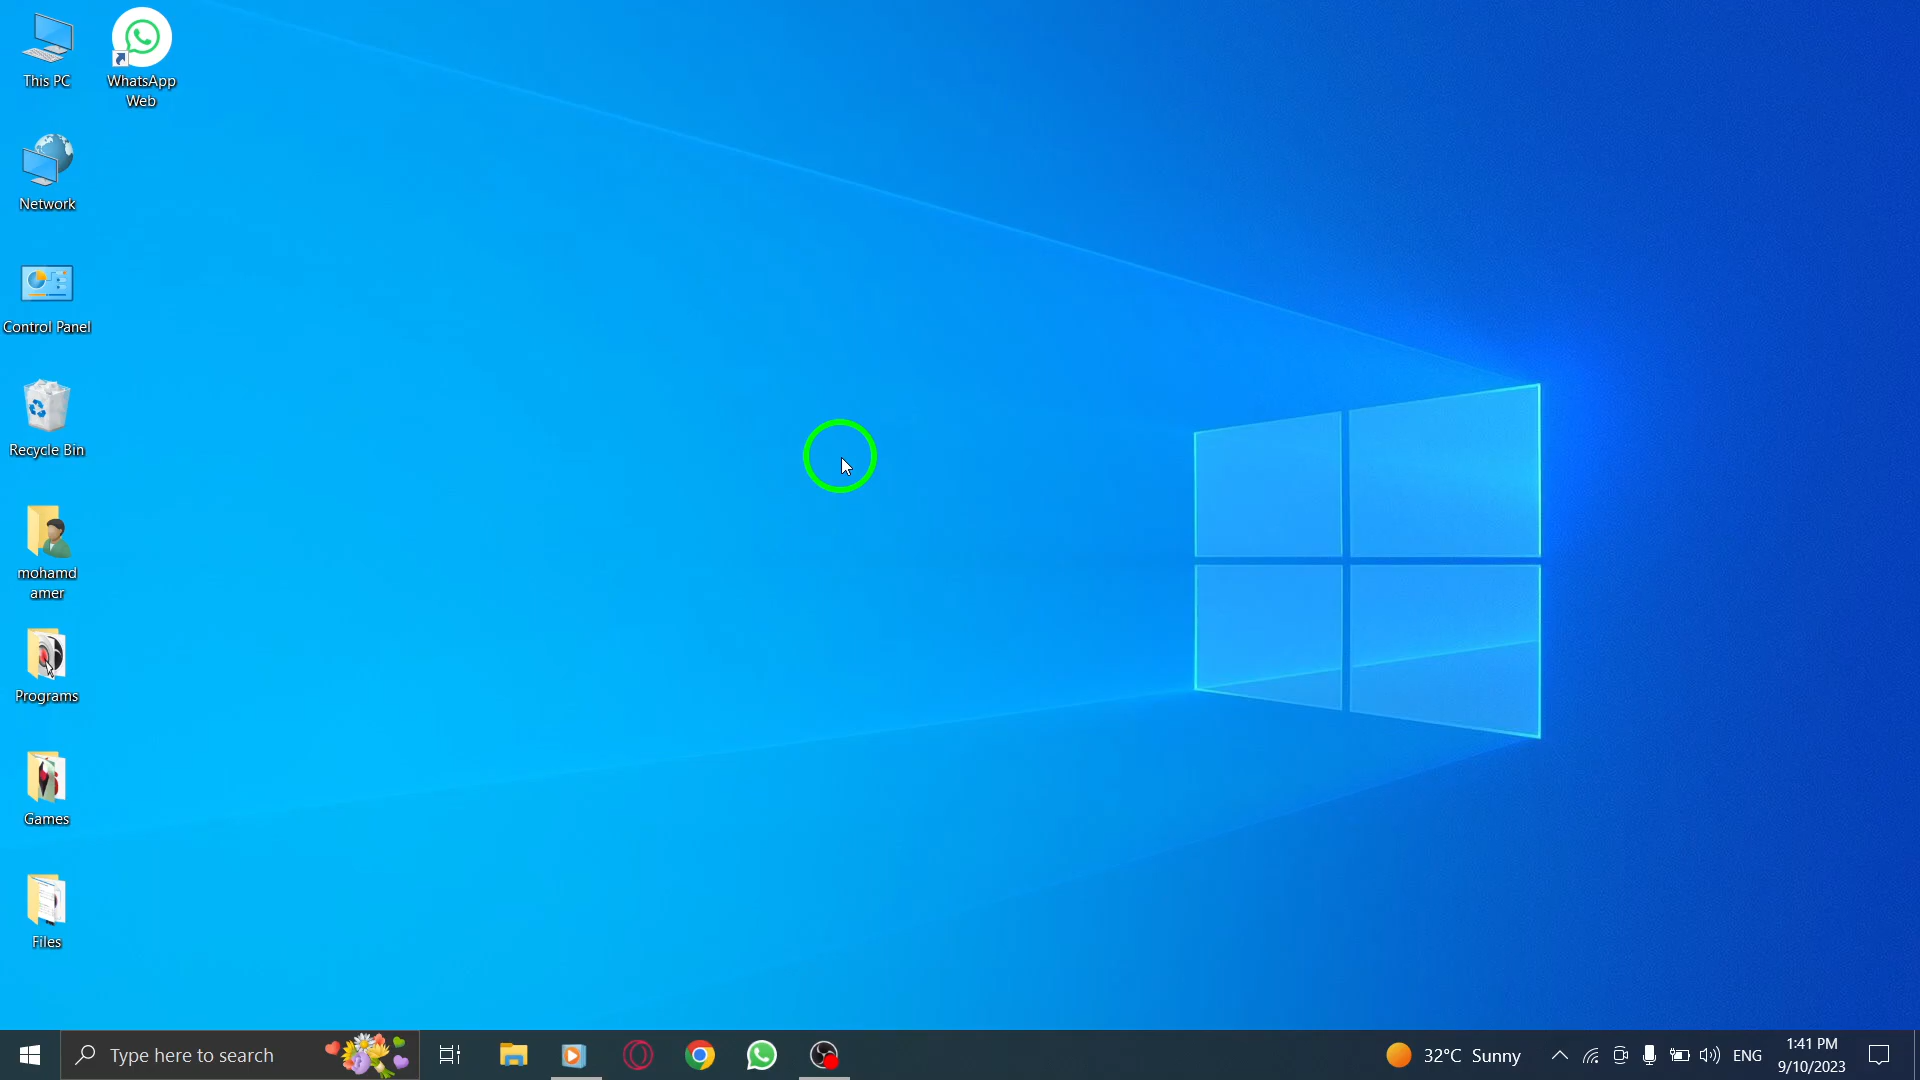 This PC
WhatsApp
Web
Network
Control Panel
Recycle Bin
mohamd
amer
Programs
Games
Files
Type here to search
32°C Sunny
ENG
1:41 PM
9/10/2023